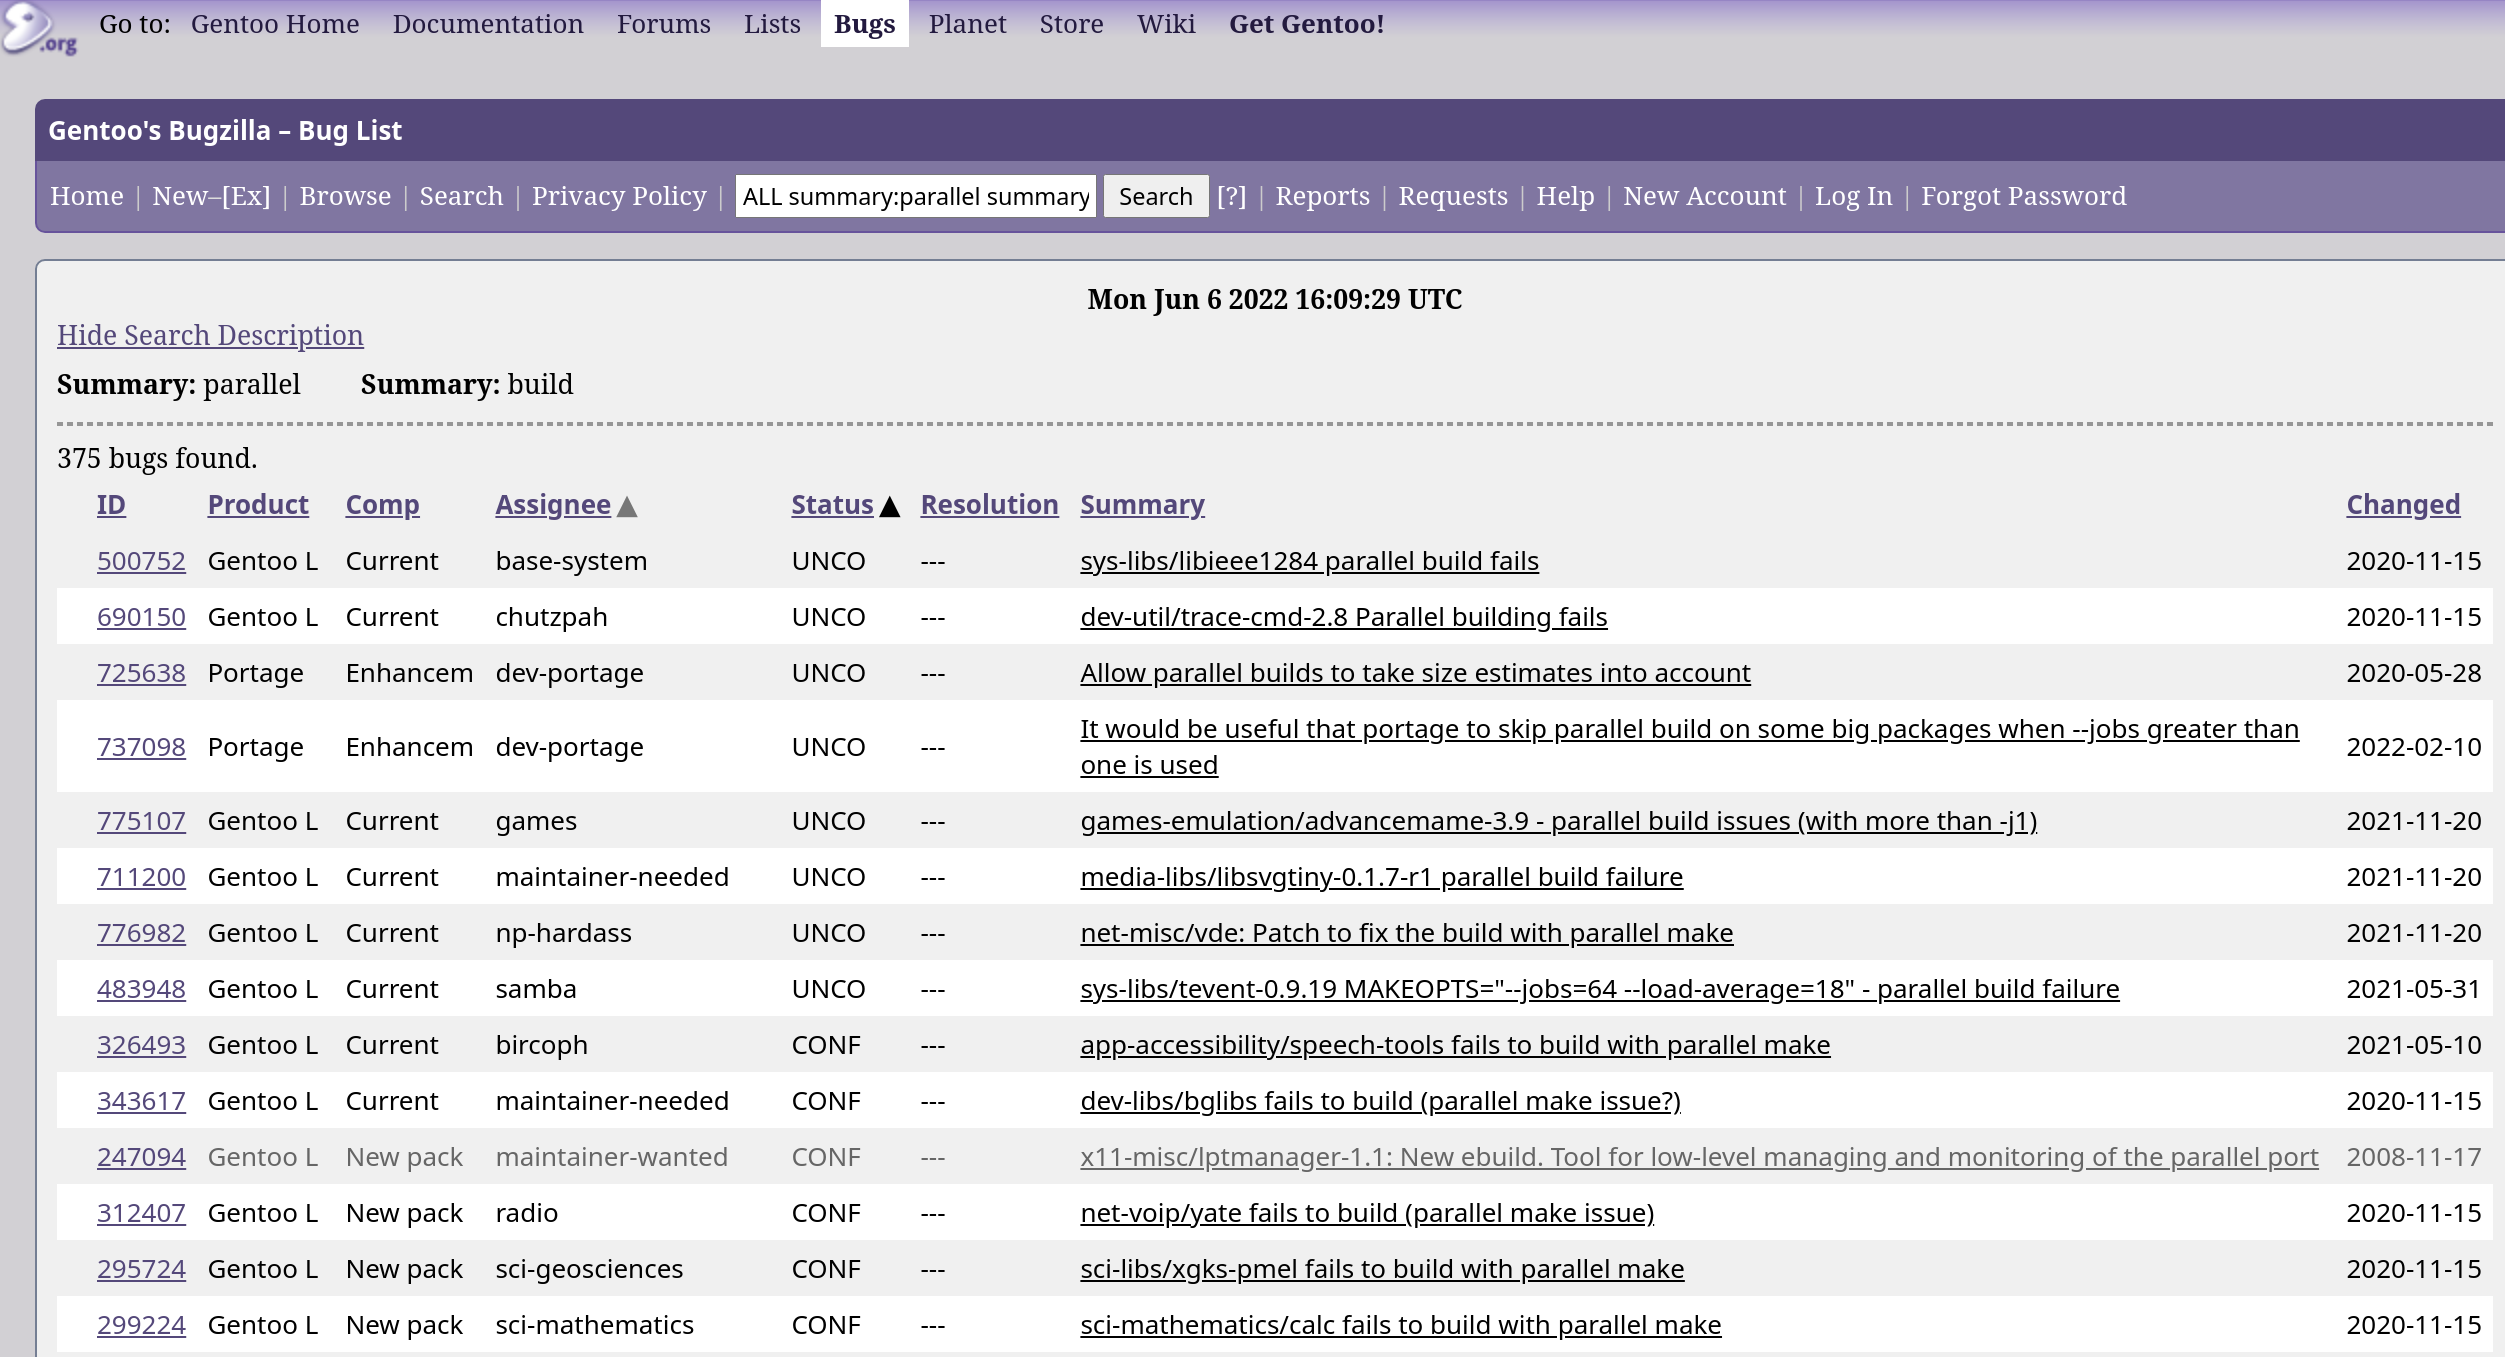 .org Go to: Gentoo Home Documentation Forums Lists Bugs Planet Store Wiki Get Gentoo!
Gentoo's Bugzilla – Bug List
Home | New–[Ex] | Browse | Search | Privacy Policy | ALL summary:parallel summary Search [?] | Reports | Requests | Help | New Account | Log In | Forgot Password
Mon Jun 6 2022 16:09:29 UTC
Hide Search Description
Summary: parallel Summary: build
375 bugs found.
ID Product Comp Assignee ▲ Status ▲ Resolution Summary Changed
500752 Gentoo L Current base-system UNCO --- sys-libs/libieee1284 parallel build fails 2020-11-15
690150 Gentoo L Current chutzpah UNCO --- dev-util/trace-cmd-2.8 Parallel building fails 2020-11-15
725638 Portage Enhancem dev-portage UNCO --- Allow parallel builds to take size estimates into account 2020-05-28
737098 Portage Enhancem dev-portage UNCO --- It would be useful that portage to skip parallel build on some big packages when --jobs greater than
one is used 2022-02-10
775107 Gentoo L Current games UNCO --- games-emulation/advancemame-3.9 - parallel build issues (with more than -j1) 2021-11-20
711200 Gentoo L Current maintainer-needed UNCO --- media-libs/libsvgtiny-0.1.7-r1 parallel build failure 2021-11-20
776982 Gentoo L Current np-hardass UNCO --- net-misc/vde: Patch to fix the build with parallel make 2021-11-20
483948 Gentoo L Current samba UNCO --- sys-libs/tevent-0.9.19 MAKEOPTS="--jobs=64 --load-average=18" - parallel build failure 2021-05-31
326493 Gentoo L Current bircoph CONF --- app-accessibility/speech-tools fails to build with parallel make 2021-05-10
343617 Gentoo L Current maintainer-needed CONF --- dev-libs/bglibs fails to build (parallel make issue?) 2020-11-15
247094 Gentoo L New pack maintainer-wanted CONF --- x11-misc/lptmanager-1.1: New ebuild. Tool for low-level managing and monitoring of the parallel port 2008-11-17
312407 Gentoo L New pack radio CONF --- net-voip/yate fails to build (parallel make issue) 2020-11-15
295724 Gentoo L New pack sci-geosciences CONF --- sci-libs/xgks-pmel fails to build with parallel make 2020-11-15
299224 Gentoo L New pack sci-mathematics CONF --- sci-mathematics/calc fails to build with parallel make 2020-11-15